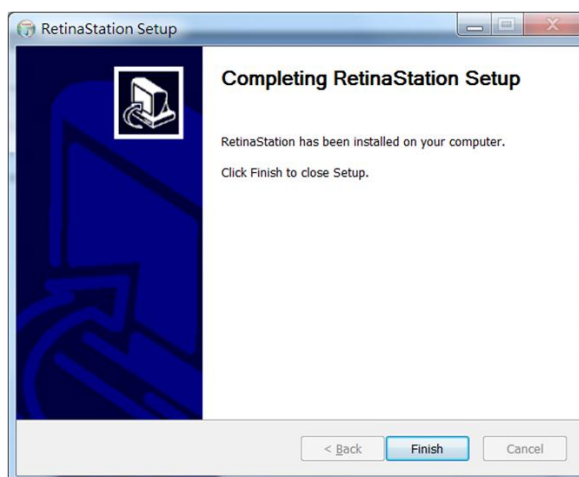 RetinaStation Setup
Completing RetinaStation Setup
RetinaStation has been installed on your computer.
Click Finish to close Setup.
< Back
Finish
Cancel